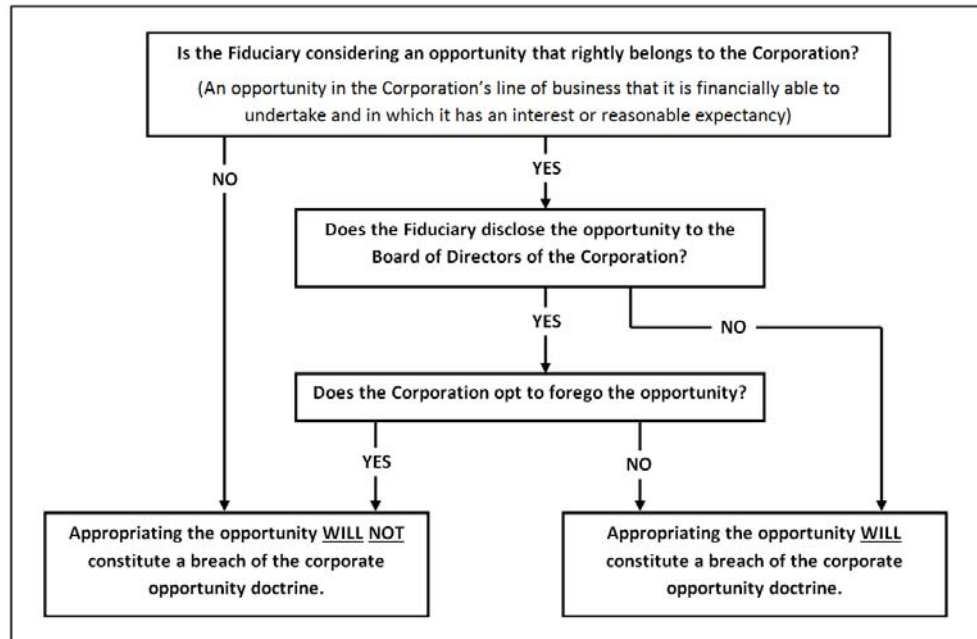 Is the Fiduciary considering an opportunity that rightly belongs to the Corporation?
(An opportunity in the Corporation's line of business that it is financially able to
undertake and in which it has an interest or reasonable expectancy)
NO
YES
Does the Fiduciary disclose the opportunity to the
Board of Directors of the Corporation?
YES
NO
Does the Corporation opt to forego the opportunity?
YES
NO
Appropriating the opportunity WILL NOT
constitute a breach of the corporate
opportunity doctrine.
Appropriating the opportunity WILL
constitute a breach of the corporate
opportunity doctrine.